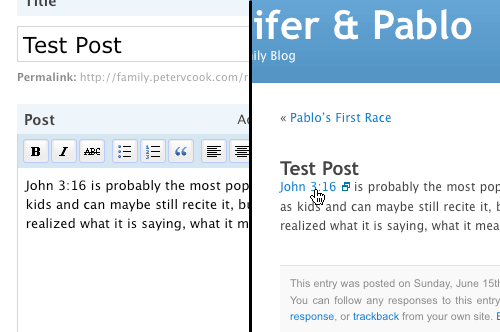 Title
Test Post
Permalink: http://family.petervcook.com/
Post
B I ABC
John 3:16 is probably the most pop
kids and can maybe still recite it, bu
realized what it is saying, what it m
ifer & Pablo
ily Blog
« Pablo's First Race
Test Post
John 3:16 is probably the most pop
as kids and can maybe still recite it, b
realized what it is saying, what it mea
This entry was posted on Sunday, June 15th
You can follow any responses to this entry
response, or trackback from your own site.